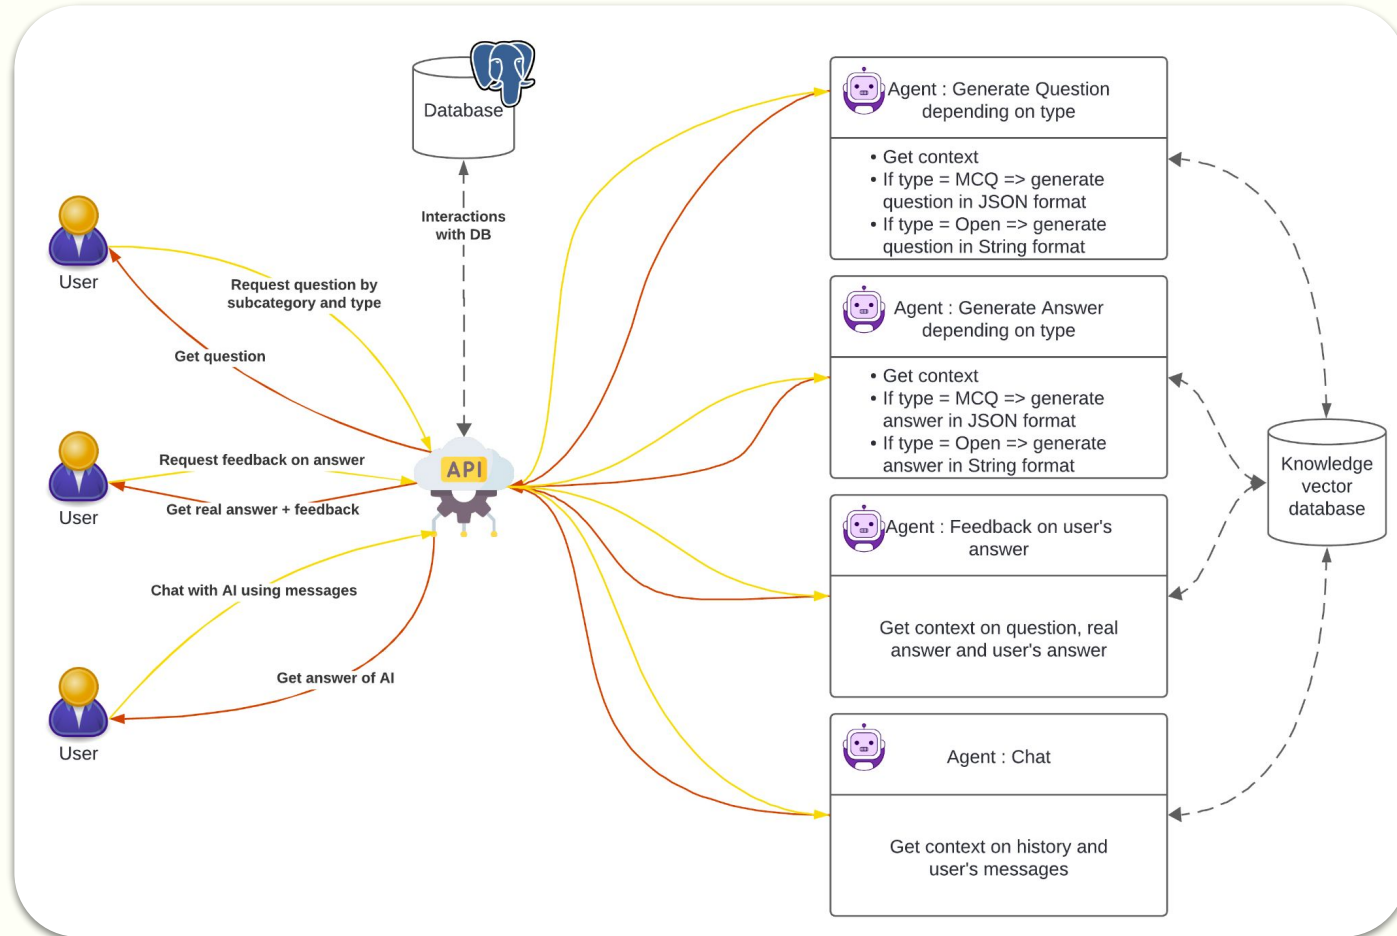 Database
Interactions
with DB
User
Request question by
subcategory and type
Get question
User
Request feedback on answer
Get real answer + feedback
API
Chat with AI using messages
Get answer of AI
User
Agent : Generate Question
depending on type
• Get context
• If type = MCQ => generate
question in JSON format
• If type = Open => generate
question in String format
Agent : Generate Answer
depending on type
• Get context
• If type = MCQ => generate
answer in JSON format
• If type = Open => generate
answer in String format
Agent : Feedback on user's
answer
Get context on question, real
answer and user's answer
Agent : Chat
Get context on history and
user's messages
Knowledge
vector
database